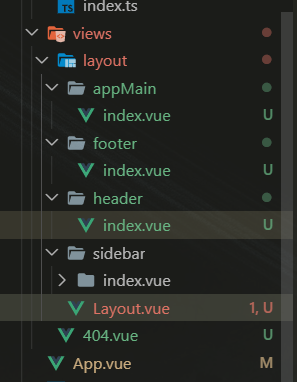 index.ts
views
layout
appMain
index.vue U
footer
index.vue U
header
index.vue U
sidebar
index.vue
Layout.vue 1, U
404.vue U
App.vue M